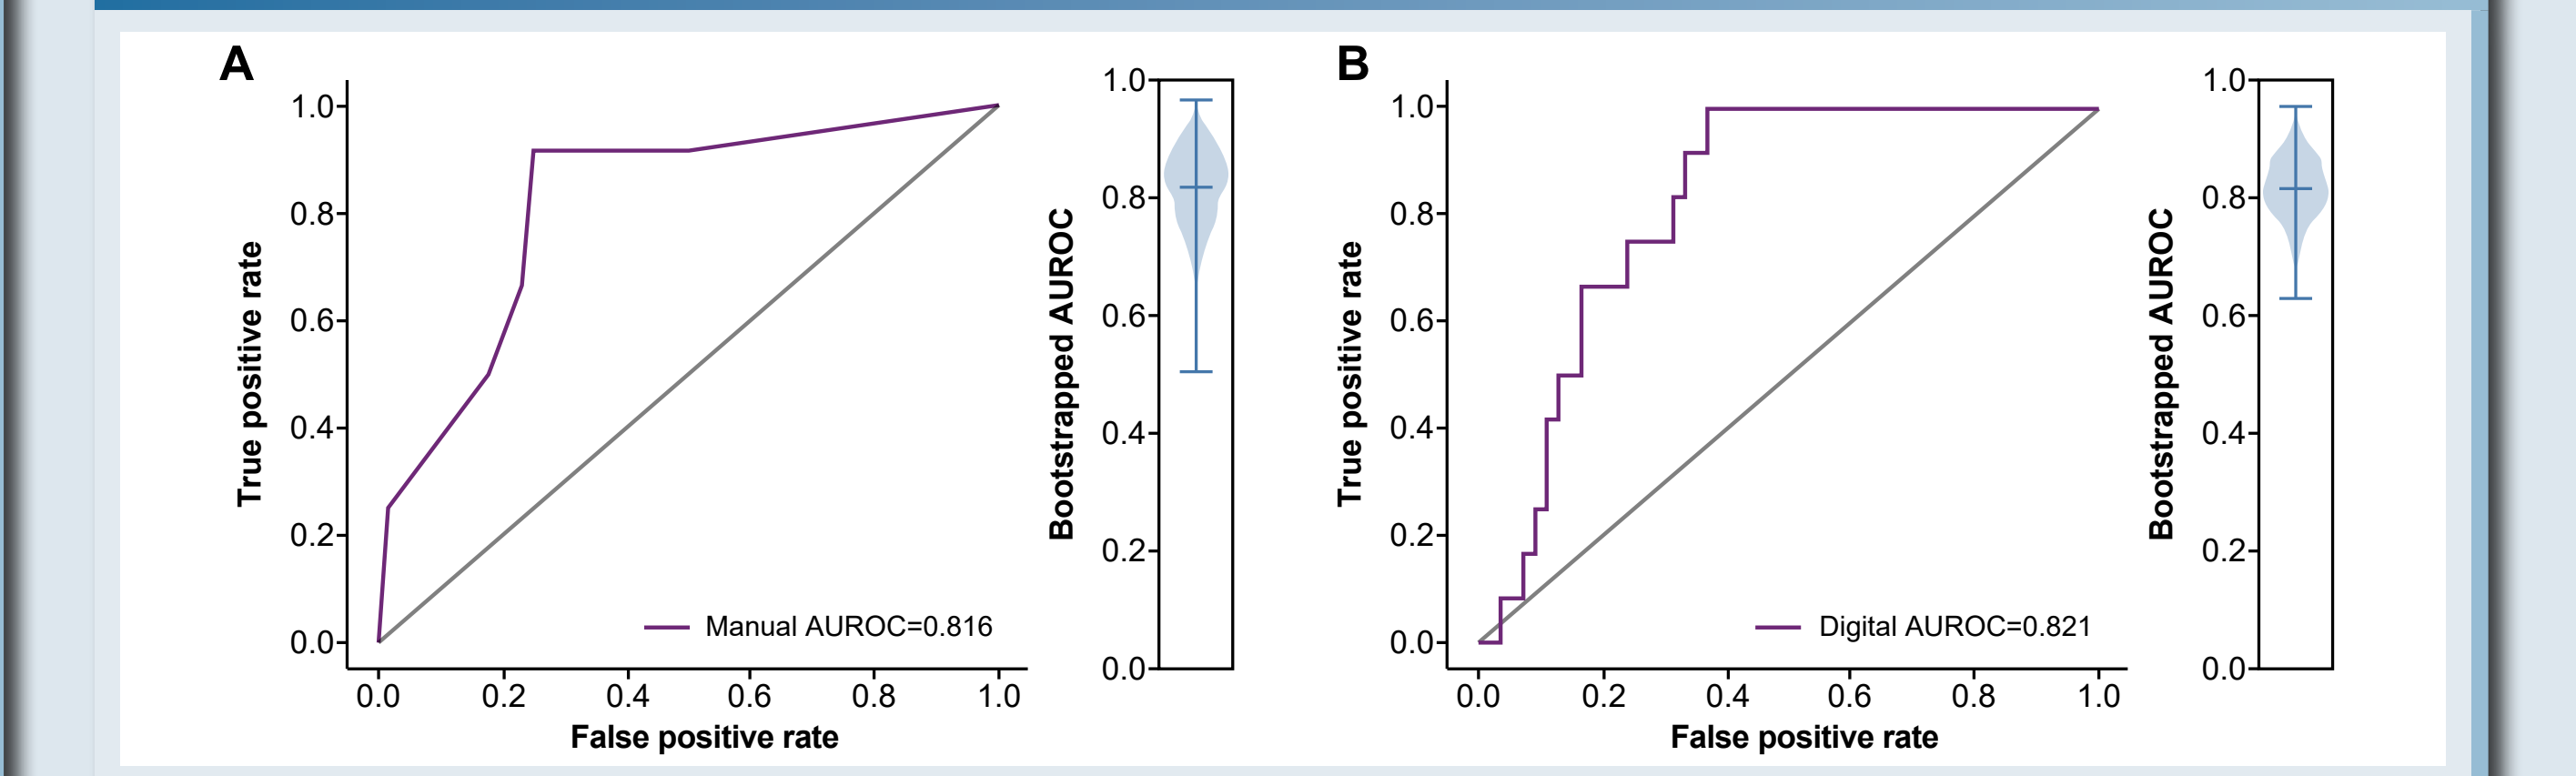 A
True positive rate
1.0
0.8
0.6
0.4
0.2
0.0
0.0 0.2 0.4 0.6 0.8 1.0
False positive rate
Manual AUROC=0.816
Bootstrapped AUROC
1.0
0.8
0.6
0.4
0.2
0.0
B
True positive rate
1.0
0.8
0.6
0.4
0.2
0.0
0.0 0.2 0.4 0.6 0.8 1.0
False positive rate
Digital AUROC=0.821
Bootstrapped AUROC
1.0
0.8
0.6
0.4
0.2
0.0